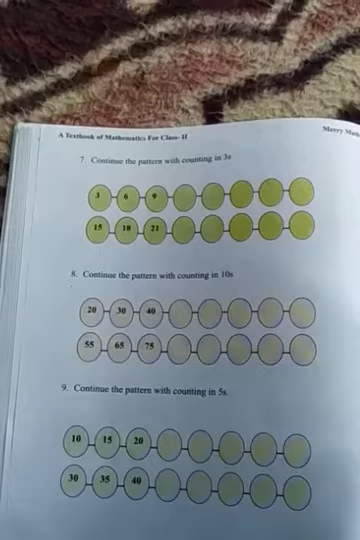 A Textbook of Mathematics For Class- II
Merry Math
7. Continue the pattern with counting in 3s
3 6 9
15 18 21
8. Continue the pattern with counting in 10s
20 30 40
55 65 75
9. Continue the pattern with counting in 5s
10 15 20
30 35 40